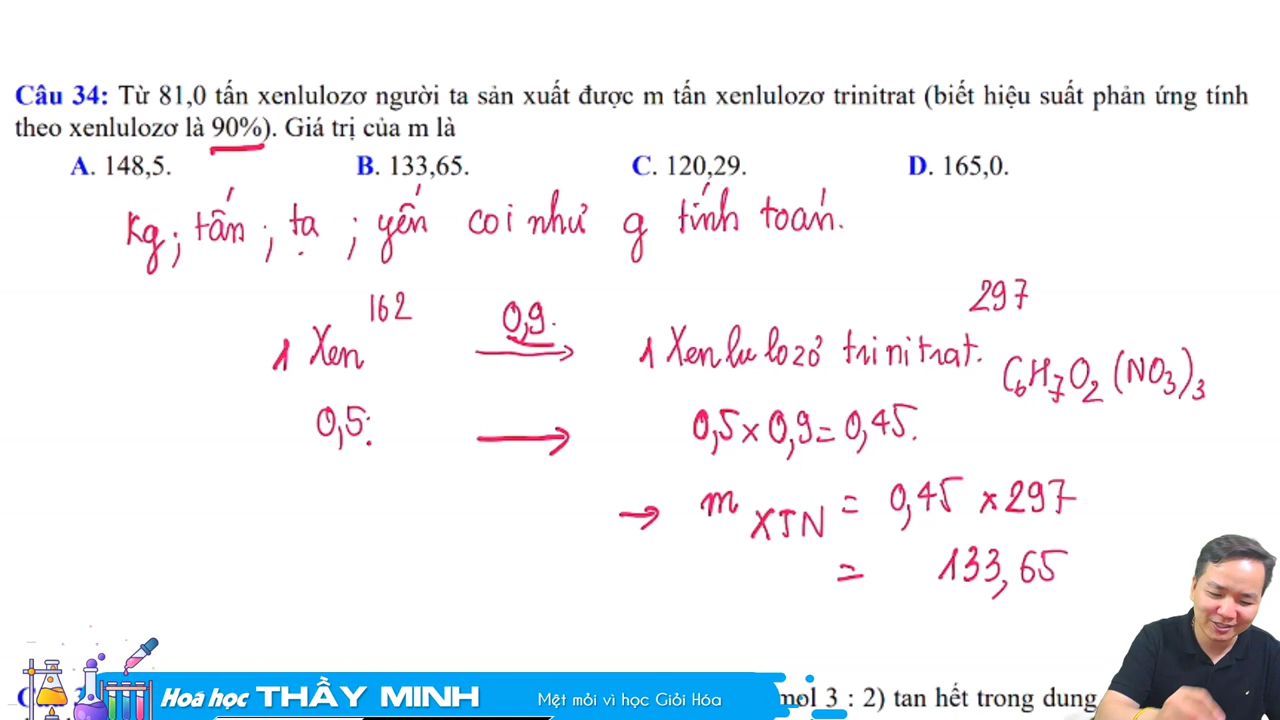 Câu 34: Từ 81,0 tấn xenlulozơ người ta sản xuất được m tấn xenlulozơ trinitrat (biết hiệu suất phản ứng tính
theo xenlulozơ là 90%). Giá trị của m là
A. 148,5. B. 133,65. C. 120,29. D. 165,0.
Kg; tấn; tạ; yến coi như g tính toán.
162 0,9. 297
1 Xen → 1 Xenlulozơ trinitrat. C6H7O2(NO3)3
0,5: → 0,5 x 0,9 = 0,45.
→ m XTN = 0,45 x 297
= 133,65
Hoá học THẦY MINH Mệt mỏi vì học Giỏi Hóa mol 3 : 2) tan hết trong dung